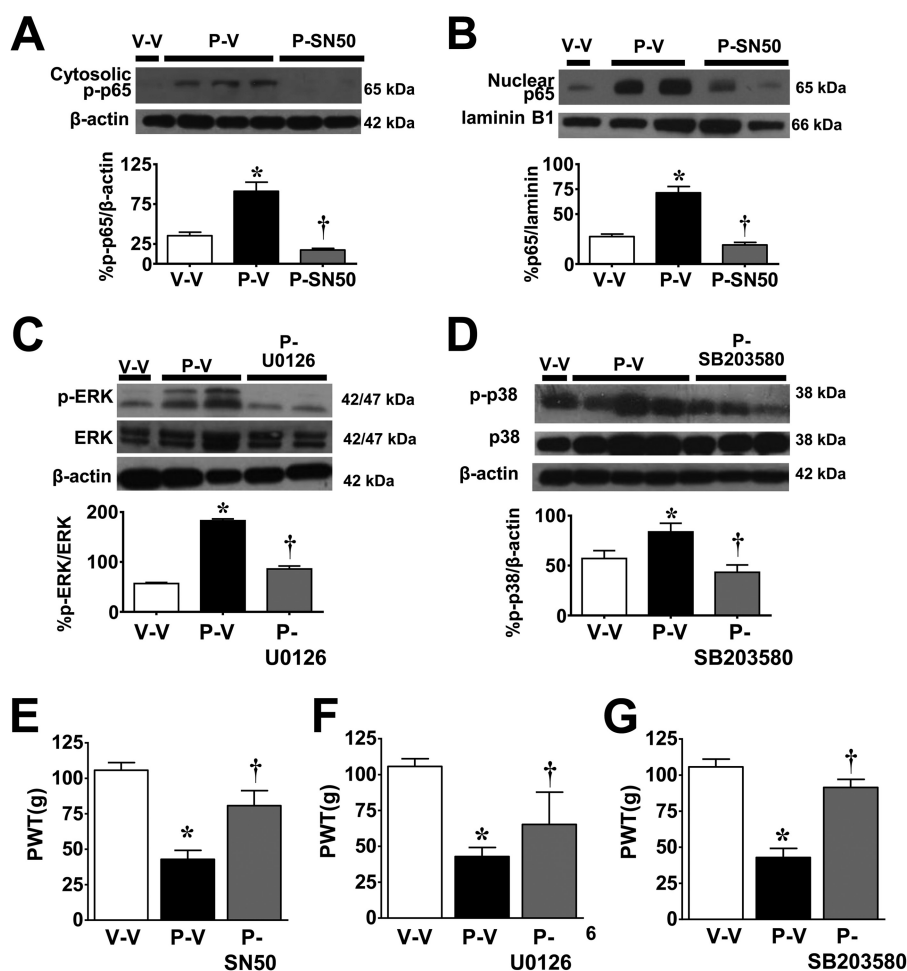 A
V-V P-V P-SN50
Cytosolic
p-p65
65 kDa
β-actin
42 kDa
%p-p65/β-actin
125
75
25
0
*
†
V-V P-V P-SN50
B
V-V P-V P-SN50
Nuclear
p65
65 kDa
laminin B1
66 kDa
%p65/laminin
100
75
50
25
0
*
†
V-V P-V P-SN50
C
V-V P-V P-
U0126
p-ERK
42/47 kDa
ERK
42/47 kDa
β-actin
42 kDa
%p-ERK/ERK
200
100
0
*
†
V-V P-V P-
U0126
D
V-V P-V P-
SB203580
p-p38
38 kDa
p38
38 kDa
β-actin
42 kDa
%p-p38/β-actin
100
50
0
*
†
V-V P-V P-
SB203580
E
PWT(g)
125
100
75
50
25
0
*
†
V-V P-V P-
SN50
F
PWT(g)
125
100
75
50
25
0
*
†
V-V P-V P- 6
U0126
G
PWT(g)
125
100
75
50
25
0
*
†
V-V P-V P-
SB203580